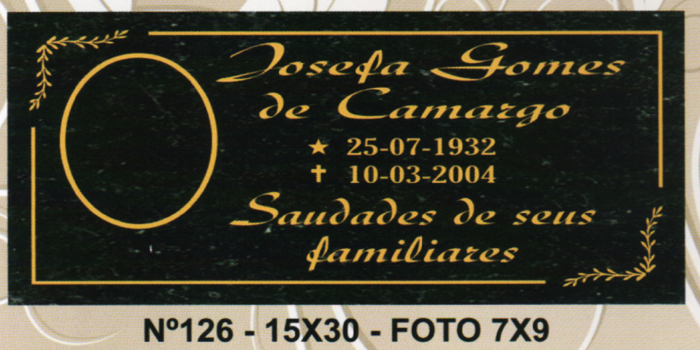 Josefa Gomes
de Camargo
★ 25-07-1932
✝ 10-03-2004
Saudades de seus
familiares
Nº126 - 15X30 - FOTO 7X9